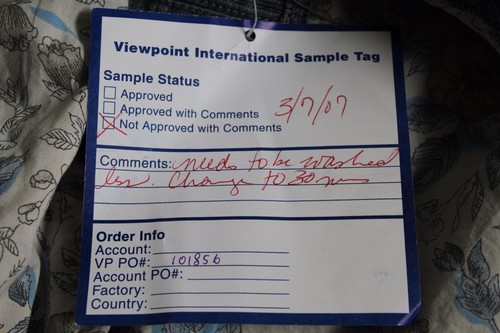 Viewpoint International Sample Tag
Sample Status
Approved
Approved with Comments
3/7/07
Not Approved with Comments
Comments: needs to be washed
less. Change to 30 min
Order Info
Account:
VP PO#: 101856
Account PO#:
Factory:
Country: